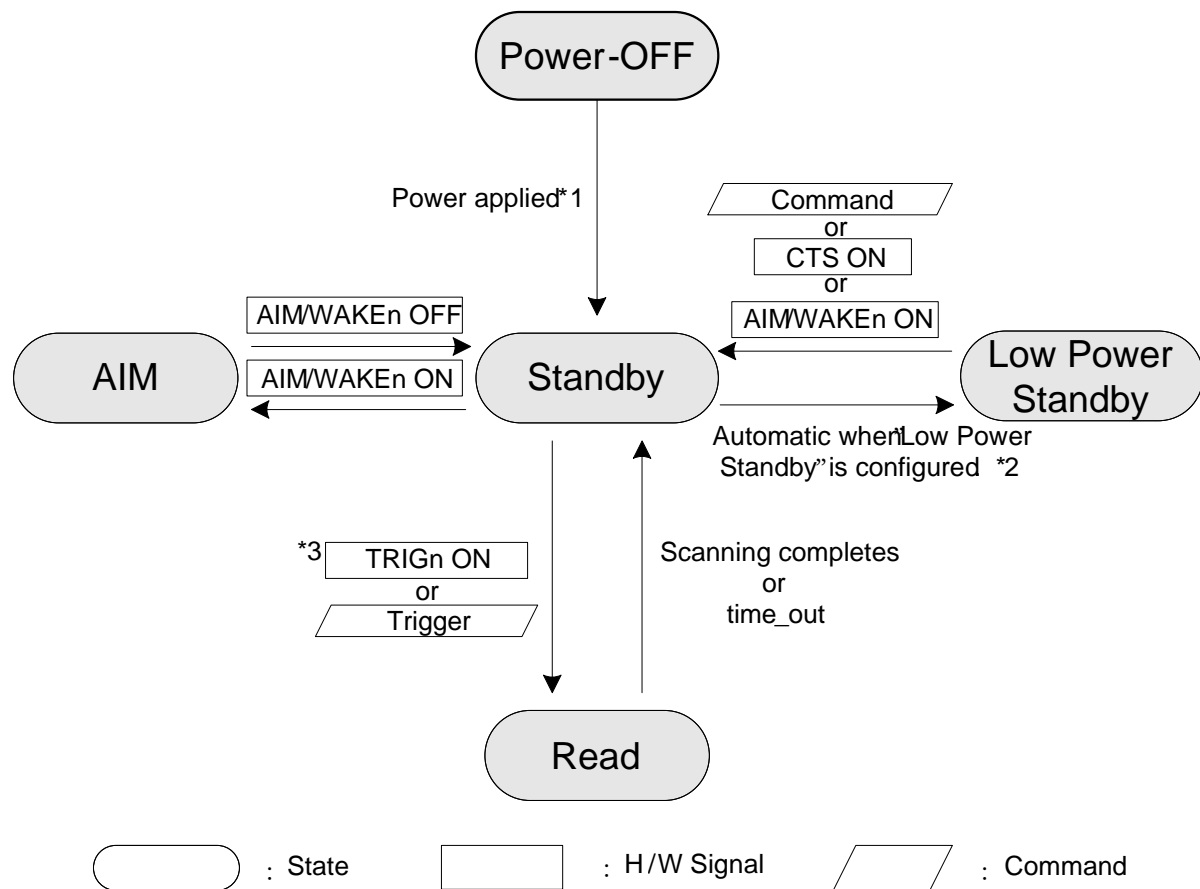 Power-OFF
Power applied*1
Command
or
CTS ON
or
AIM/WAKEn ON
AIM/WAKEn OFF
AIM/WAKEn ON
AIM
Standby
Low Power
Standby
Automatic when“Low Power
Standby” is configured *2
*3
TRIGn ON
or
Trigger
Scanning completes
or
time_out
Read
: State
: H/W Signal
: Command